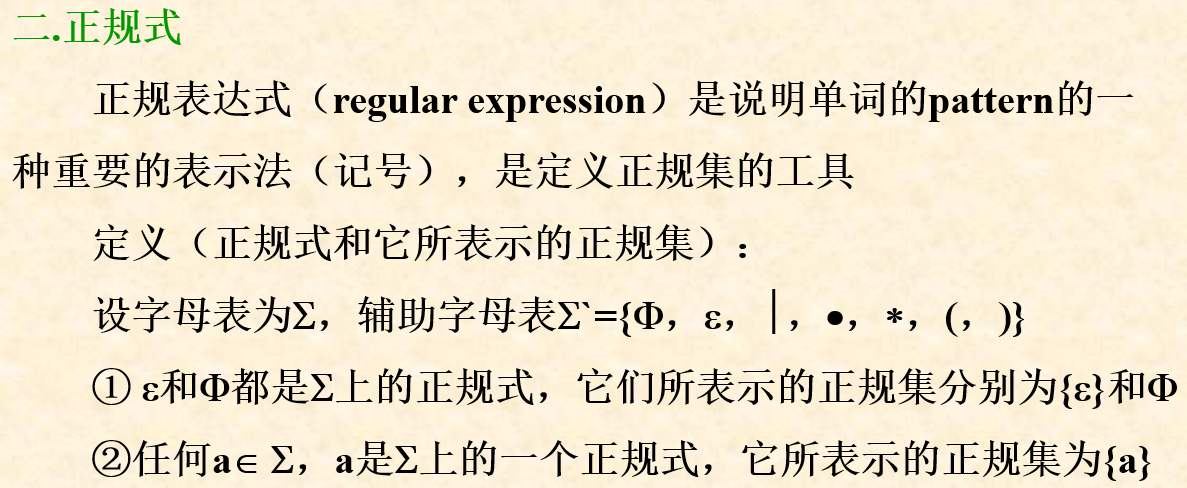 二.正规式
正规表达式（regular expression）是说明单词的pattern的一
种重要的表示法（记号），是定义正规集的工具
定义（正规式和它所表示的正规集）：
设字母表为Σ，辅助字母表Σ`={Φ，ε，│，•，*，(，)}
① ε和Φ都是Σ上的正规式，它们所表示的正规集分别为{ε}和Φ
②任何a∈ Σ，a是Σ上的一个正规式，它所表示的正规集为{a}